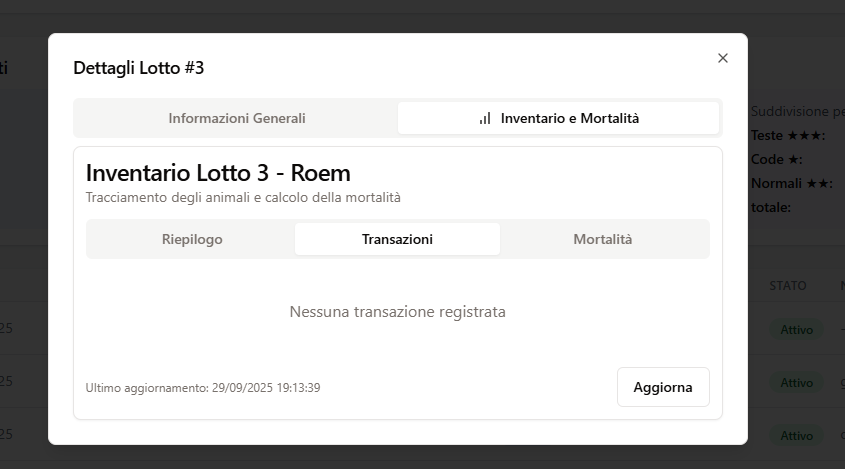 Dettagli Lotto #3
ti
Informazioni Generali
Inventario e Mortalità
Suddivisione pe
Teste ★★★:
Code ★:
Normali ★★:
totale:
Inventario Lotto 3 - Roem
Tracciamento degli animali e calcolo della mortalità
Riepilogo
Transazioni
Mortalità
STATO
Nessuna transazione registrata
25
Attivo
25
Attivo
Ultimo aggiornamento: 29/09/2025 19:13:39
Aggiorna
25
Attivo